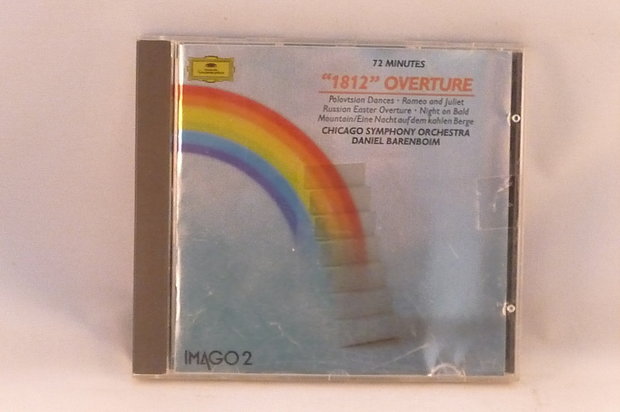 72 MINUTES
"1812" OVERTURE
Polovtsian Dances • Romeo and Juliet
Russian Easter Overture • Night on Bald
Mountain/Eine Nacht auf dem kahlen Berge
CHICAGO SYMPHONY ORCHESTRA
DANIEL BARENBOIM
IMAGO 2